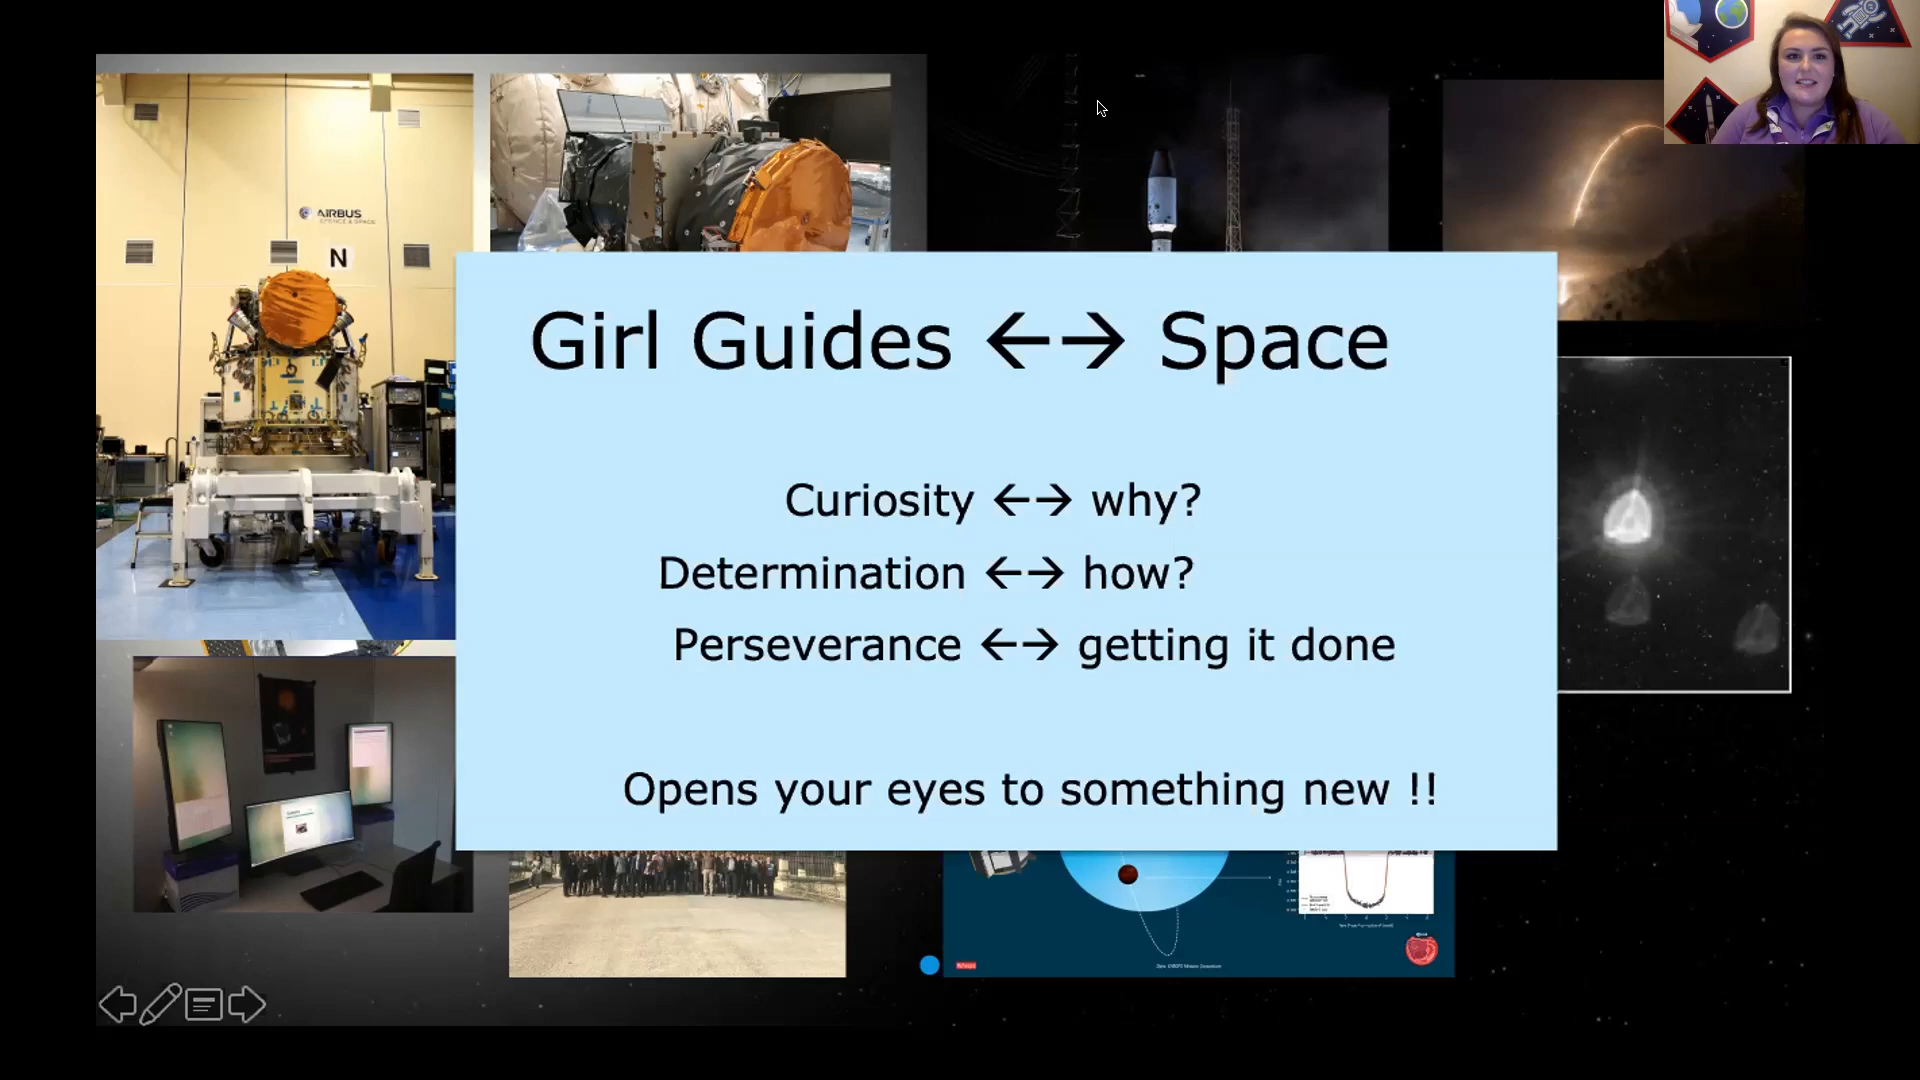 AIRBUS
DEFENCE & SPACE
N
Girl Guides ←→ Space
Curiosity ←→ why?
Determination ←→ how?
Perseverance ←→ getting it done
Opens your eyes to something new !!